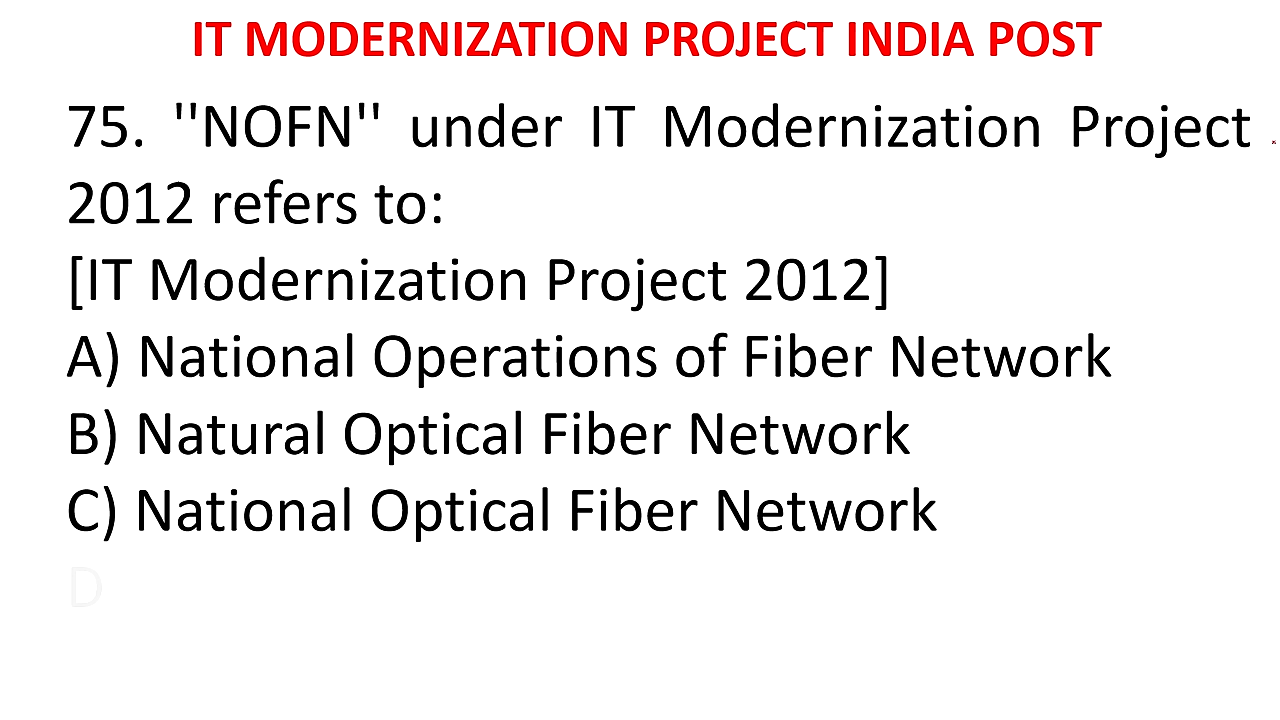 IT MODERNIZATION PROJECT INDIA POST
75. "NOFN" under IT Modernization Project
2012 refers to:
[IT Modernization Project 2012]
A) National Operations of Fiber Network
B) Natural Optical Fiber Network
C) National Optical Fiber Network
D